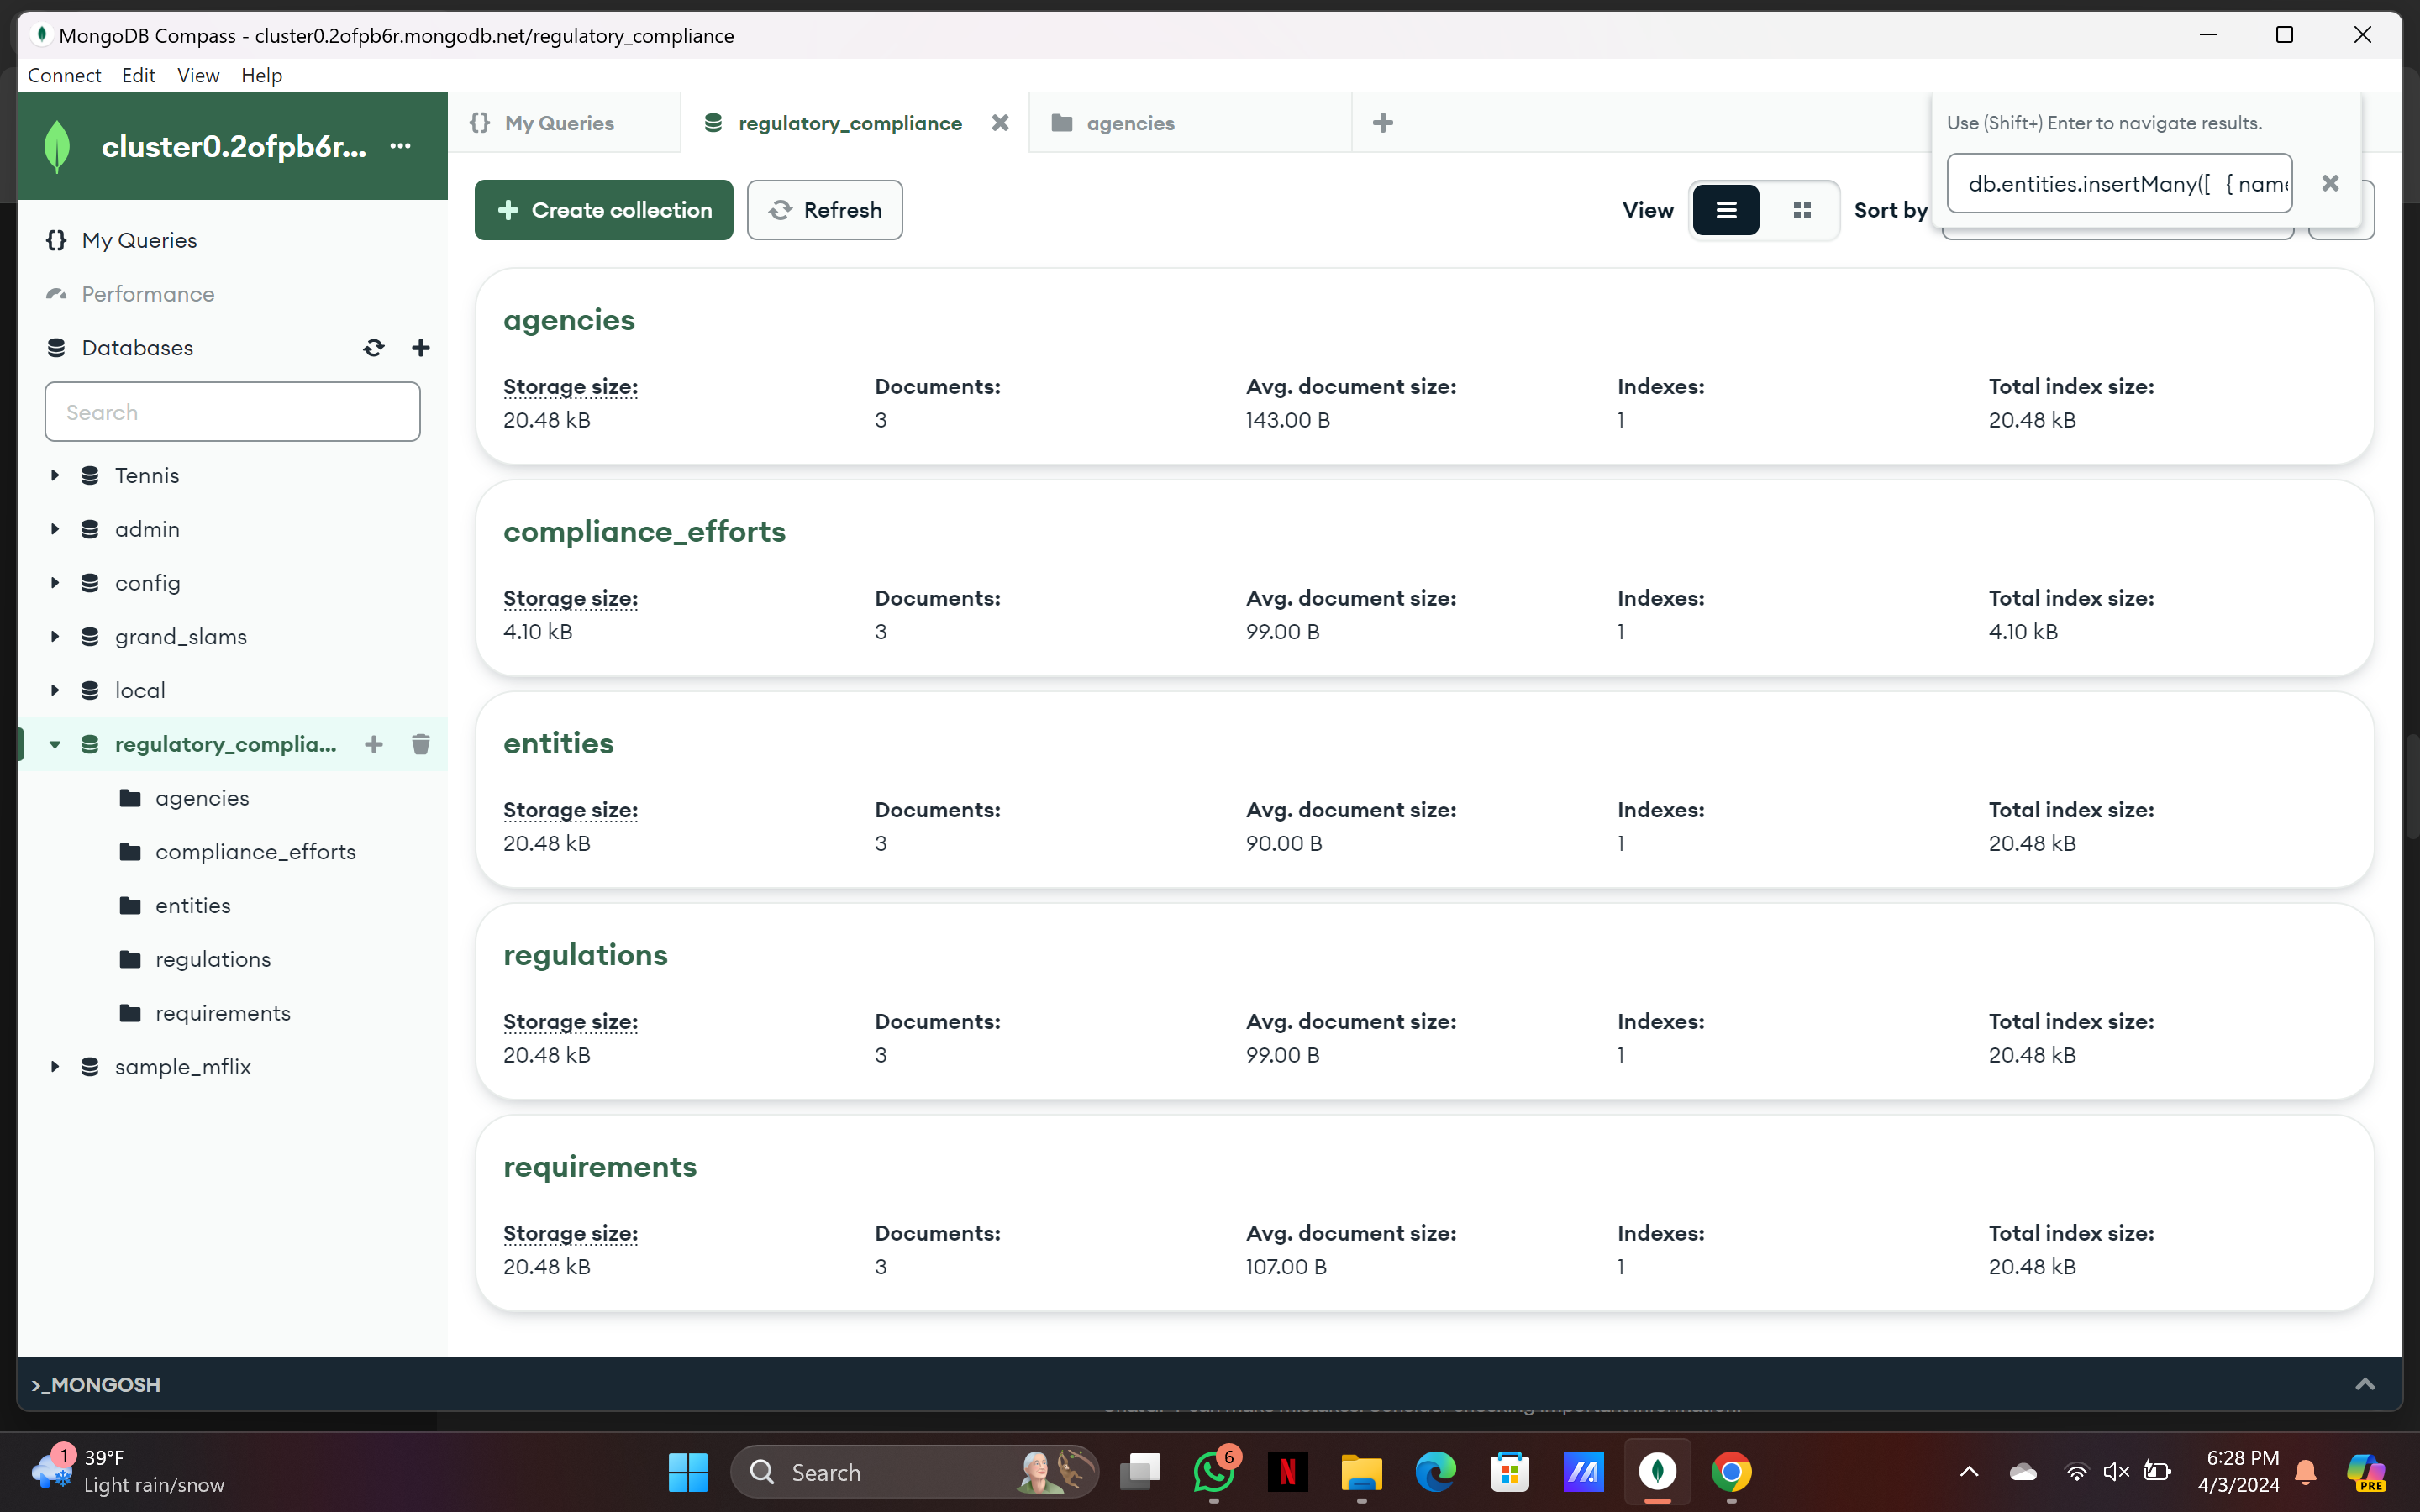 MongoDB Compass - cluster0.2ofpb6r.mongodb.net/regulatory_compliance
Connect Edit View Help
cluster0.2ofpb6r... ...
My Queries
Performance
Databases
Search
Tennis
admin
config
grand_slams
local
regulatory_complia...
agencies
compliance_efforts
entities
regulations
requirements
sample_mflix
{} My Queries
regulatory_compliance
agencies
Use (Shift+) Enter to navigate results.
db.entities.insertMany([ { name
Create collection
Refresh
View
Sort by
agencies
Storage size: Documents: Avg. document size: Indexes: Total index size:
20.48 kB 3 143.00 B 1 20.48 kB
compliance_efforts
Storage size: Documents: Avg. document size: Indexes: Total index size:
4.10 kB 3 99.00 B 1 4.10 kB
entities
Storage size: Documents: Avg. document size: Indexes: Total index size:
20.48 kB 3 90.00 B 1 20.48 kB
regulations
Storage size: Documents: Avg. document size: Indexes: Total index size:
20.48 kB 3 99.00 B 1 20.48 kB
requirements
Storage size: Documents: Avg. document size: Indexes: Total index size:
20.48 kB 3 107.00 B 1 20.48 kB
>_MONGOSH
1
39°F
Light rain/snow
Search
6
N
6:28 PM
4/3/2024
PRE